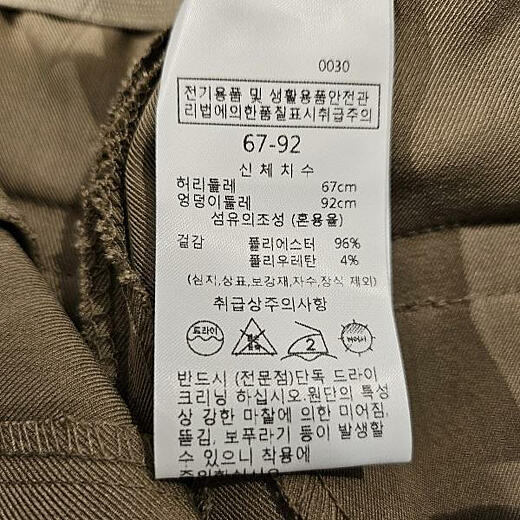 0030
전기용품 및 생활용품안전관
리법에의한품질표시취급주의
67-92
신체치수
허리둘레 67cm
엉덩이둘레 92cm
섬유의조성 (혼용율)
겉감 폴리에스터 96%
폴리우레탄 4%
(심지,상표,보강재,자수,장식 제외)
취급상주의사항
드라이
2
반드시 (전문점)단독 드라이
크리닝 하십시오.원단의 특성
상 강한 마찰에 의한 미어짐,
뜯김, 보푸라기 등이 발생할
수 있으니 착용에